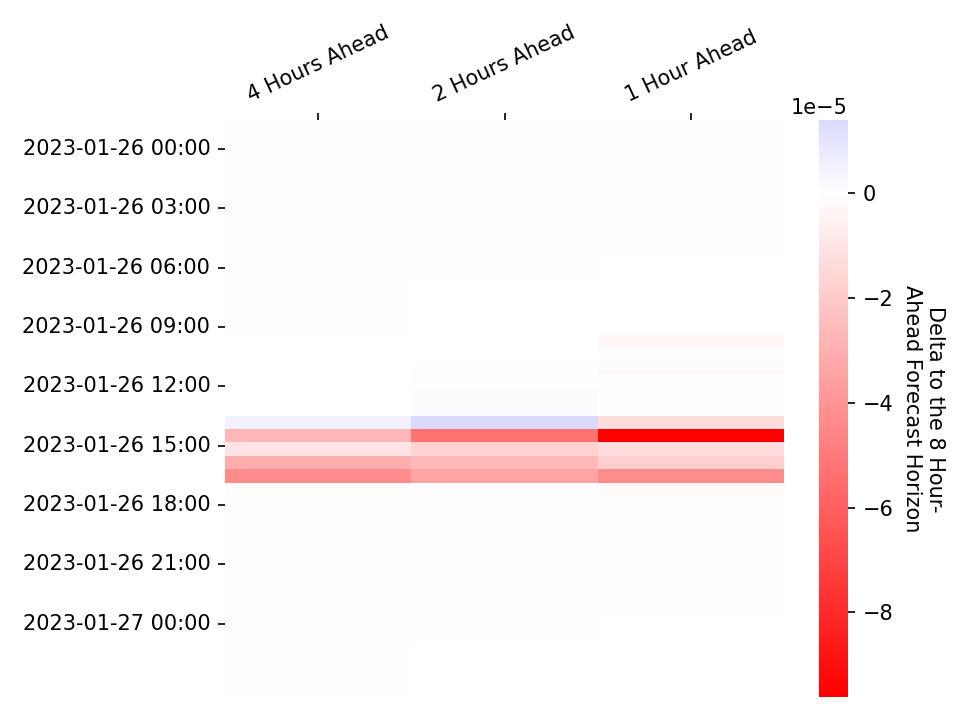 4 Hours Ahead
2 Hours Ahead
1 Hour Ahead
1e−5
2023-01-26 00:00
2023-01-26 03:00
2023-01-26 06:00
2023-01-26 09:00
2023-01-26 12:00
2023-01-26 15:00
2023-01-26 18:00
2023-01-26 21:00
2023-01-27 00:00
0
−2
−4
−6
−8
Delta to the 8 Hour-
Ahead Forecast Horizon